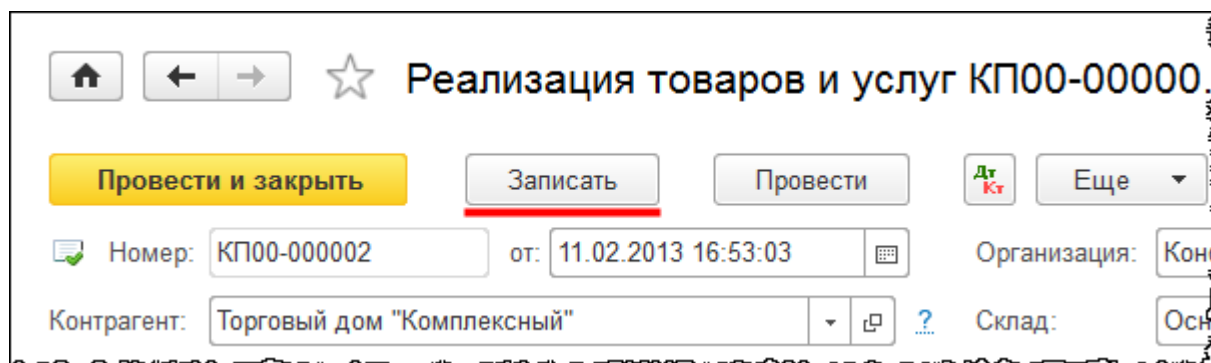 Реализация товаров и услуг КП00-00000.
Провести и закрыть Записать Провести Дт Кт Еще
Номер: КП00-000002 от: 11.02.2013 16:53:03 Организация:
Контрагент: Торговый дом "Комплексный" ? Склад: